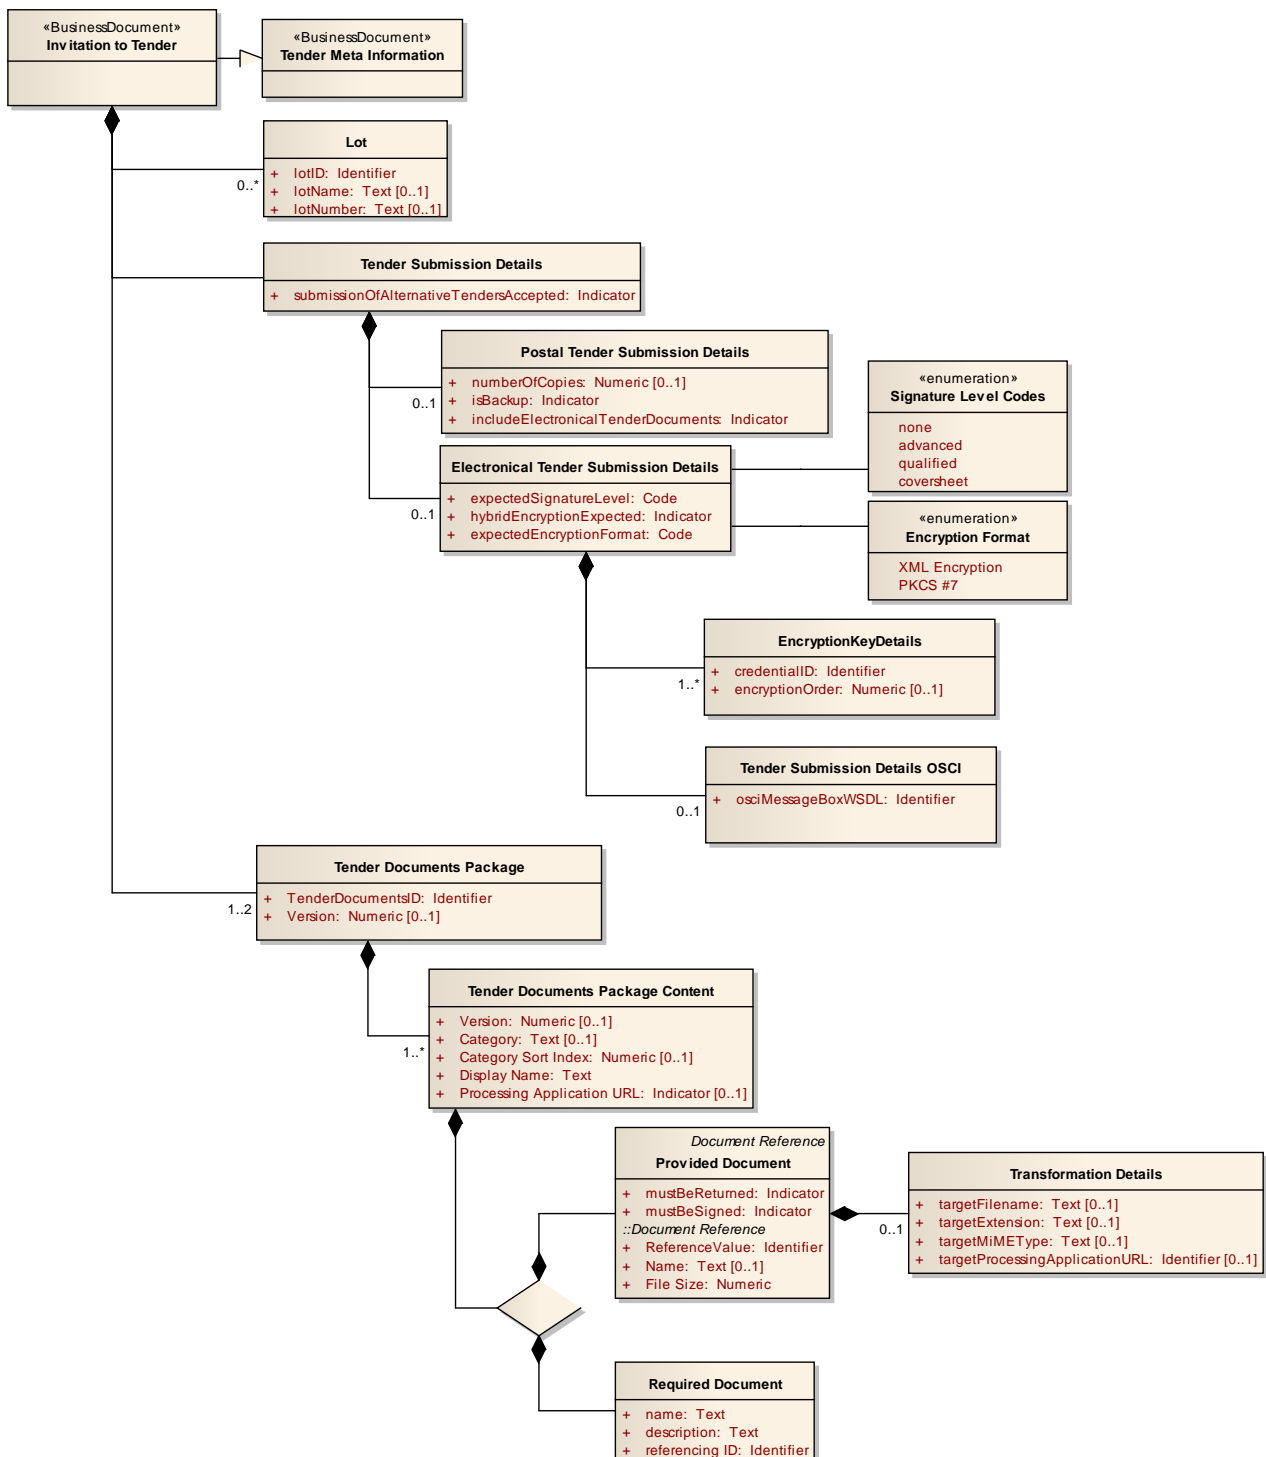 «BusinessDocument»
Invitation to Tender
«BusinessDocument»
Tender Meta Information
Lot
+ lotID: Identifier
+ lotName: Text [0..1]
+ lotNumber: Text [0..1]
0..*
Tender Submission Details
+ submissionOfAlternativeTendersAccepted: Indicator
Postal Tender Submission Details
+ numberOfCopies: Numeric [0..1]
+ isBackup: Indicator
+ includeElectronicalTenderDocuments: Indicator
0..1
«enumeration»
Signature Level Codes
none
advanced
qualified
coversheet
Electronical Tender Submission Details
+ expectedSignatureLevel: Code
+ hybridEncryptionExpected: Indicator
+ expectedEncryptionFormat: Code
0..1
«enumeration»
Encryption Format
XML Encryption
PKCS #7
EncryptionKeyDetails
+ credentialID: Identifier
+ encryptionOrder: Numeric [0..1]
1..*
Tender Submission Details OSCI
+ osciMessageBoxWSDL: Identifier
0..1
Tender Documents Package
+ TenderDocumentsID: Identifier
+ Version: Numeric [0..1]
1..2
Tender Documents Package Content
+ Version: Numeric [0..1]
+ Category: Text [0..1]
+ Category Sort Index: Numeric [0..1]
+ Display Name: Text
+ Processing Application URL: Indicator [0..1]
1..*
Document Reference
Provided Document
+ mustBeReturned: Indicator
+ mustBeSigned: Indicator
::Document Reference
+ ReferenceValue: Identifier
+ Name: Text [0..1]
+ File Size: Numeric
Transformation Details
+ targetFilename: Text [0..1]
+ targetExtension: Text [0..1]
+ targetMiMEType: Text [0..1]
+ targetProcessingApplicationURL: Identifier [0..1]
0..1
Required Document
+ name: Text
+ description: Text
+ referencing ID: Identifier